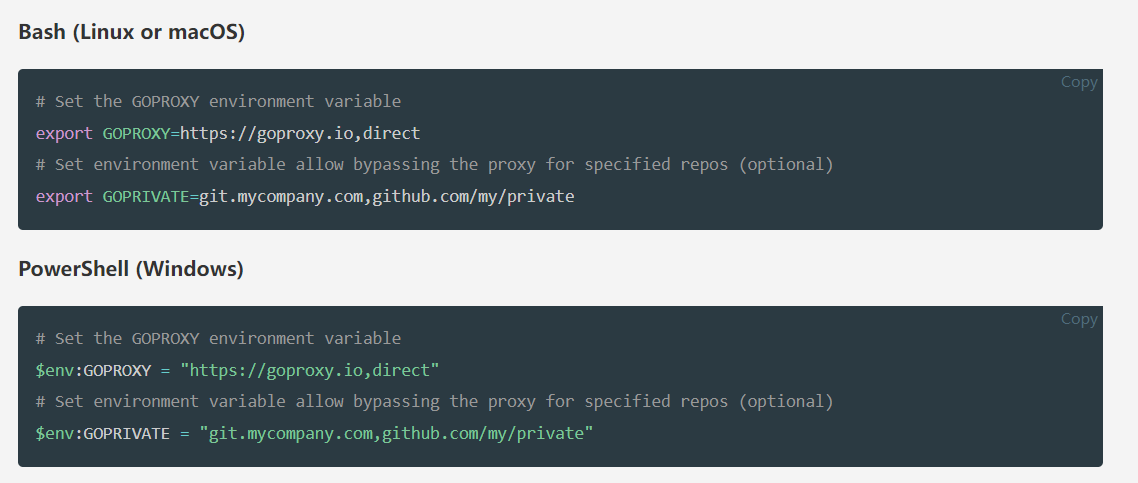 Bash (Linux or macOS)
Copy
# Set the GOPROXY environment variable
export GOPROXY=https://goproxy.io,direct
# Set environment variable allow bypassing the proxy for specified repos (optional)
export GOPRIVATE=git.mycompany.com,github.com/my/private
PowerShell (Windows)
Copy
# Set the GOPROXY environment variable
$env:GOPROXY = "https://goproxy.io,direct"
# Set environment variable allow bypassing the proxy for specified repos (optional)
$env:GOPRIVATE = "git.mycompany.com,github.com/my/private"